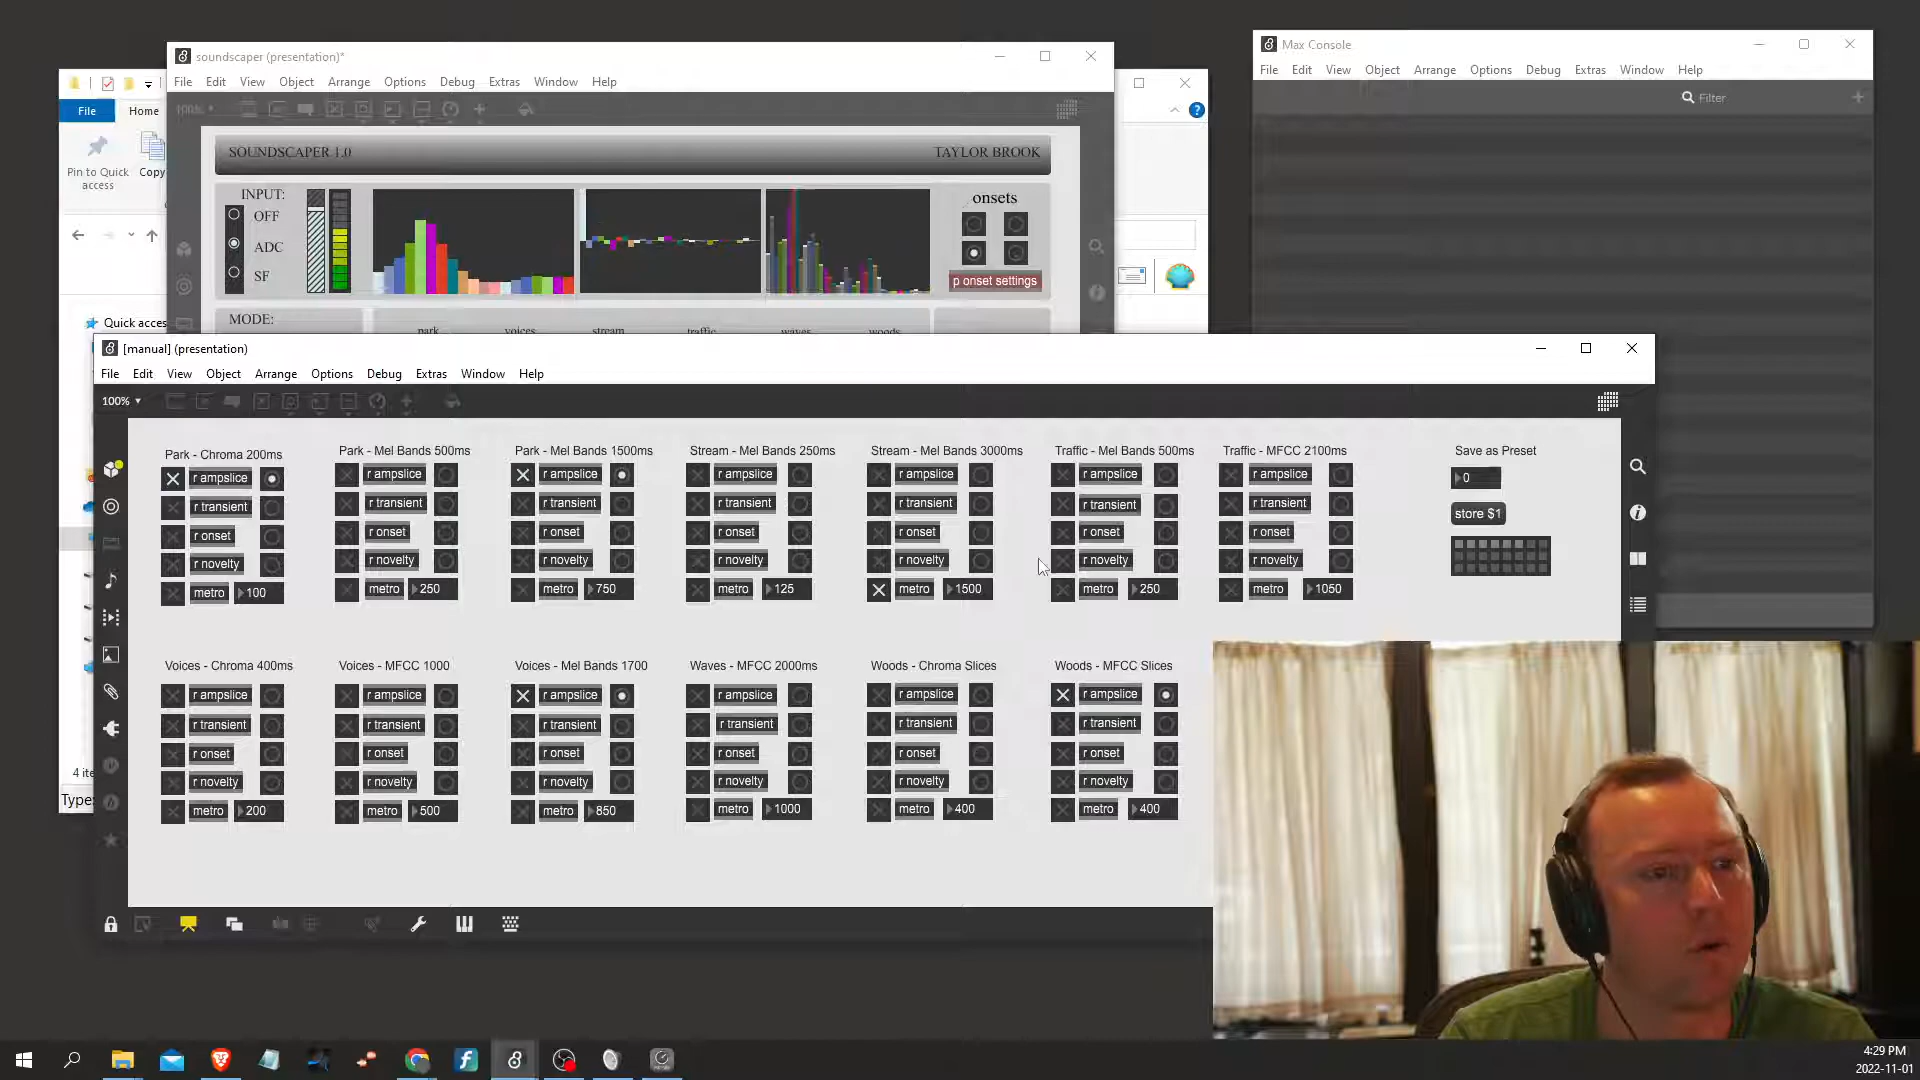 soundscaper (presentation)*
File Edit View Object Arrange Options Debug Extras Window Help
100%
SOUNDSCAPER 1.0
TAYLOR BROOK
INPUT:
OFF
ADC
SF
onsets
p onset settings
MODE:
park voices stream traffic waves woods
Max Console
File Edit View Object Arrange Options Debug Extras Window Help
Filter
File Home
Pin to Quick access
Copy
Quick acces
4 ite
Type:
[manual] (presentation)
File Edit View Object Arrange Options Debug Extras Window Help
100%
Park - Chroma 200ms
r ampslice
r transient
r onset
r novelty
metro 100
Park - Mel Bands 500ms
r ampslice
r transient
r onset
r novelty
metro 250
Park - Mel Bands 1500ms
r ampslice
r transient
r onset
r novelty
metro 750
Stream - Mel Bands 250ms
r ampslice
r transient
r onset
r novelty
metro 125
Stream - Mel Bands 3000ms
r ampslice
r transient
r onset
r novelty
metro 1500
Traffic - Mel Bands 500ms
r ampslice
r transient
r onset
r novelty
metro 250
Traffic - MFCC 2100ms
r ampslice
r transient
r onset
r novelty
metro 1050
Save as Preset
0
store $1
Voices - Chroma 400ms
r ampslice
r transient
r onset
r novelty
metro 200
Voices - MFCC 1000
r ampslice
r transient
r onset
r novelty
metro 500
Voices - Mel Bands 1700
r ampslice
r transient
r onset
r novelty
metro 850
Waves - MFCC 2000ms
r ampslice
r transient
r onset
r novelty
metro 1000
Woods - Chroma Slices
r ampslice
r transient
r onset
r novelty
metro 400
Woods - MFCC Slices
r ampslice
r transient
r onset
r novelty
metro 400
4:29 PM
2022-11-01